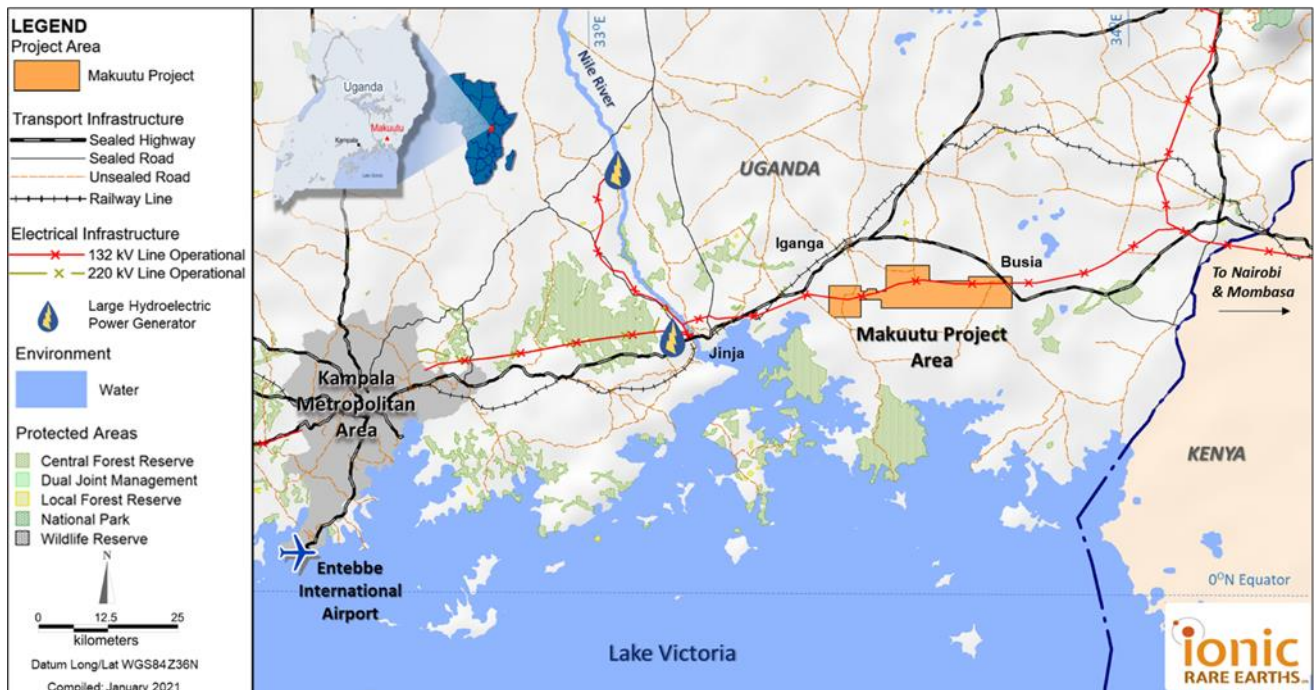 LEGEND
Project Area
Makuutu Project
Transport Infrastructure
Sealed Highway
Sealed Road
Unsealed Road
Railway Line
Electrical Infrastructure
132 kV Line Operational
220 kV Line Operational
Large Hydroelectric
Power Generator
Environment
Water
Protected Areas
Central Forest Reserve
Dual Joint Management
Local Forest Reserve
National Park
Wildlife Reserve
N
0 12.5 25
kilometers
Datum Long/Lat WGS84 Z36N
Compiled: January 2021
Uganda
Makuutu
Kampala
33°E
34°E
Nile River
UGANDA
Iganga
Busia
To Nairobi
& Mombasa
Jinja
Makuutu Project
Area
Kampala
Metropolitan
Area
KENYA
Entebbe
International
Airport
0°N Equator
Lake Victoria
ionic
RARE EARTHS